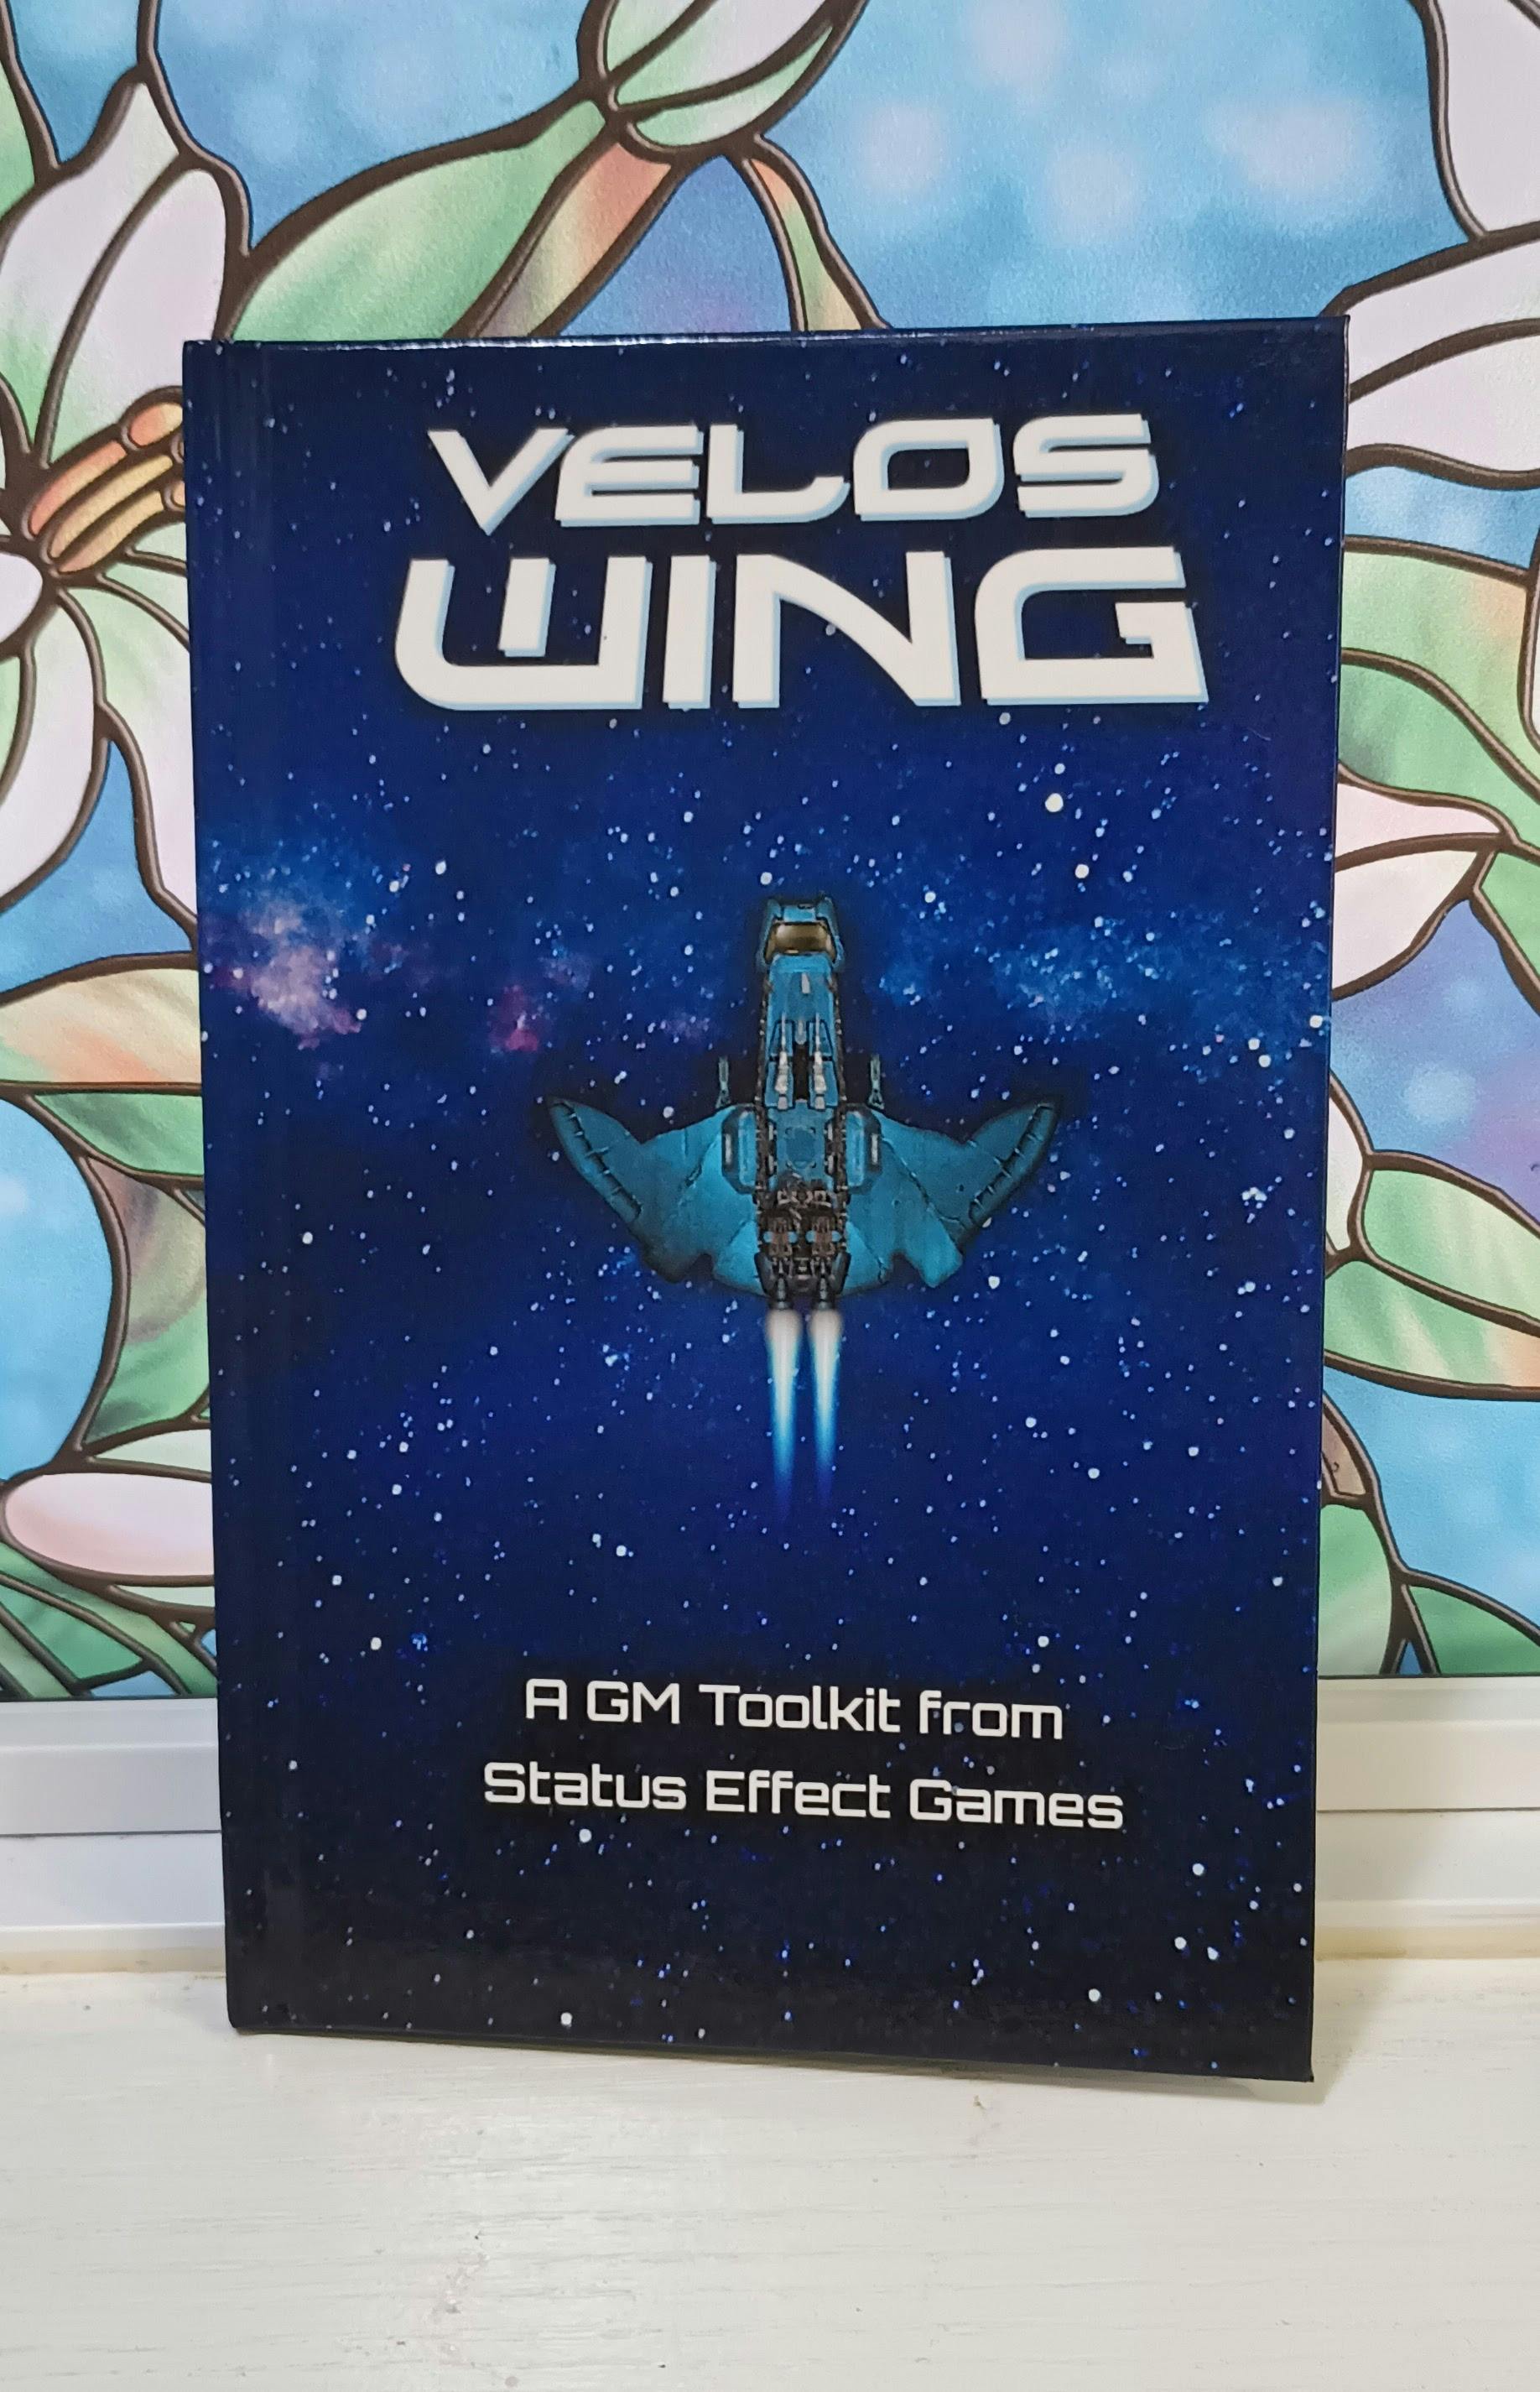 VELOS
WING
A GM Toolkit from
Status Effect Games